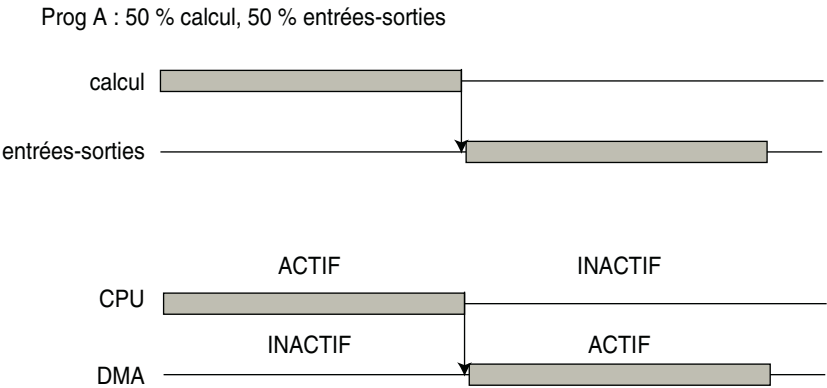 Prog A : 50 % calcul, 50 % entrées-sorties
calcul
entrées-sorties
ACTIF INACTIF
CPU
INACTIF ACTIF
DMA